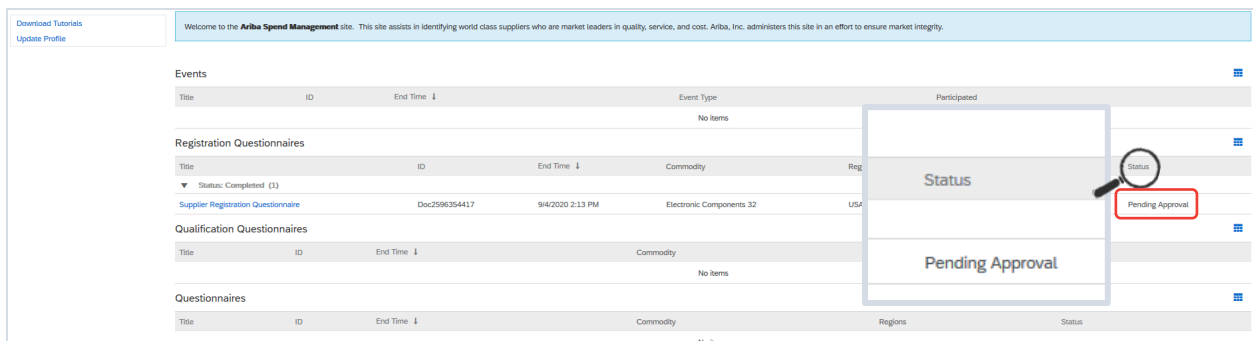 Download Tutorials
Update Profile
Welcome to the Ariba Spend Management site. This site assists in identifying world class suppliers who are market leaders in quality, service, and cost. Ariba, Inc. administers this site in an effort to ensure market integrity.
Events
Title ID End Time ↓ Event Type Participated
No items
Registration Questionnaires
Title ID End Time ↓ Commodity Reg Status
▼ Status: Completed (1)
Supplier Registration Questionnaire Doc2596354417 9/4/2020 2:13 PM Electronic Components 32 USA Pending Approval
Status
Pending Approval
Qualification Questionnaires
Title ID End Time ↓ Commodity
No items
Questionnaires
Title ID End Time ↓ Commodity Regions Status